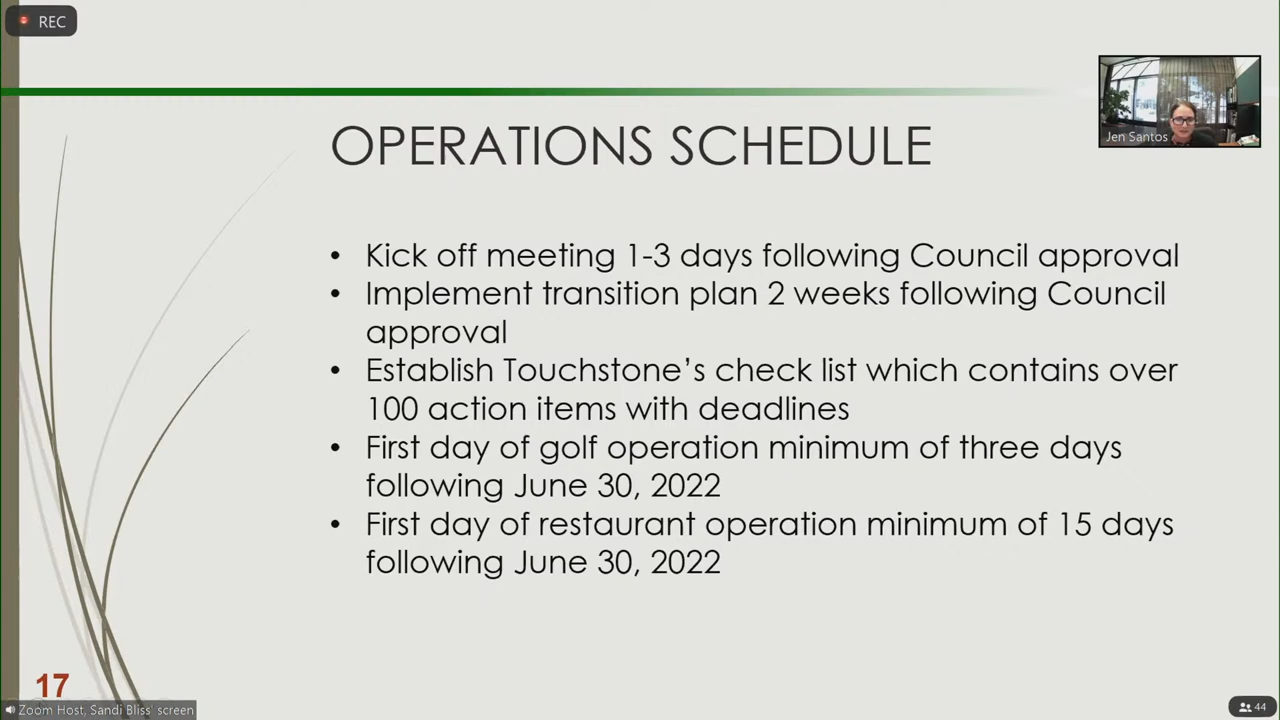 REC
Jen Santos
OPERATIONS SCHEDULE
• Kick off meeting 1-3 days following Council approval
• Implement transition plan 2 weeks following Council
approval
• Establish Touchstone’s check list which contains over
100 action items with deadlines
• First day of golf operation minimum of three days
following June 30, 2022
• First day of restaurant operation minimum of 15 days
following June 30, 2022
17
Zoom Host, Sandi Bliss' screen
44